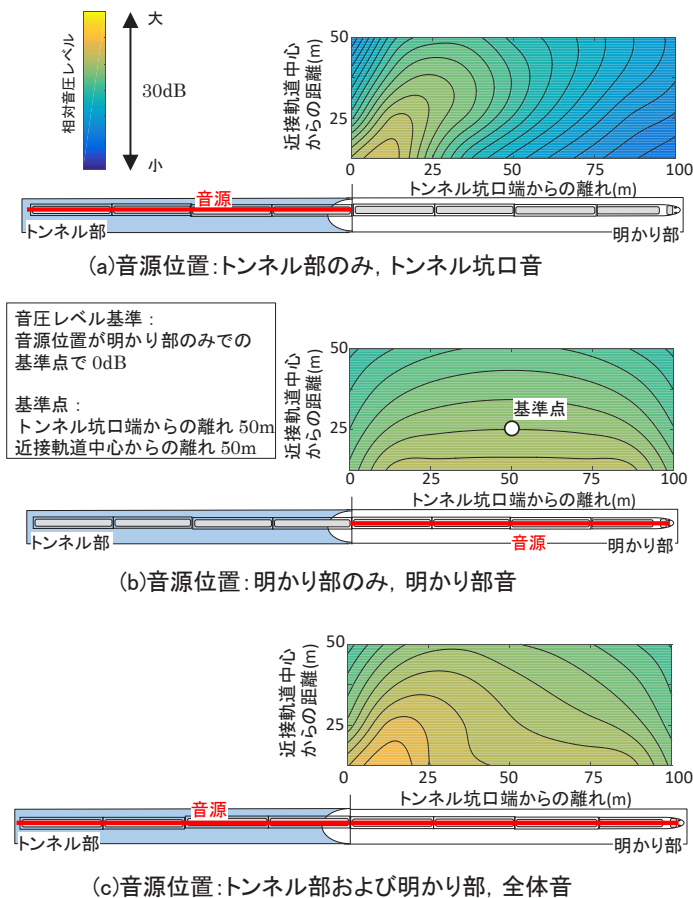 大
30dB
小
相対音圧レベル
近接軌道中心
からの距離(m)
50
25
0
25
50
75
100
トンネル坑口端からの離れ(m)
音源
トンネル部
明かり部
(a)音源位置:トンネル部のみ, トンネル坑口音
音圧レベル基準:
音源位置が明かり部のみでの
基準点で 0dB
基準点:
トンネル坑口端からの離れ 50m
近接軌道中心からの離れ 50m
近接軌道中心
からの距離(m)
50
25
基準点
0
25
50
75
100
トンネル坑口端からの離れ(m)
トンネル部
音源
明かり部
(b)音源位置:明かり部のみ, 明かり部音
近接軌道中心
からの距離(m)
50
25
0
25
50
75
100
トンネル坑口端からの離れ(m)
音源
トンネル部
明かり部
(c)音源位置:トンネル部および明かり部, 全体音